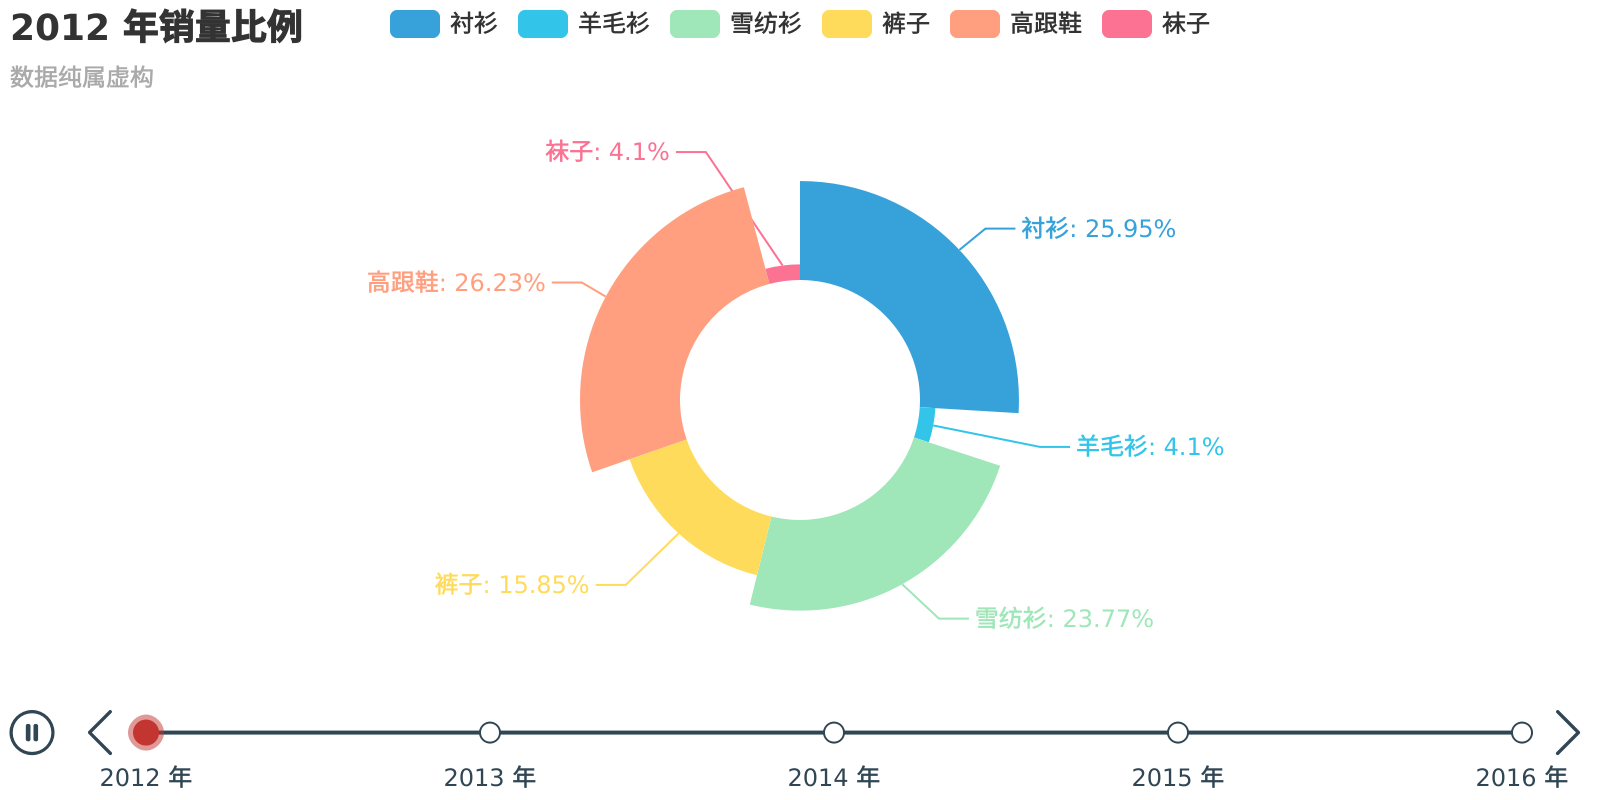 2012 年销量比例
数据纯属虚构
衬衫 羊毛衫 雪纺衫 裤子 高跟鞋 袜子
袜子: 4.1%
衬衫: 25.95%
高跟鞋: 26.23%
羊毛衫: 4.1%
裤子: 15.85%
雪纺衫: 23.77%
2012 年 2013 年 2014 年 2015 年 2016 年